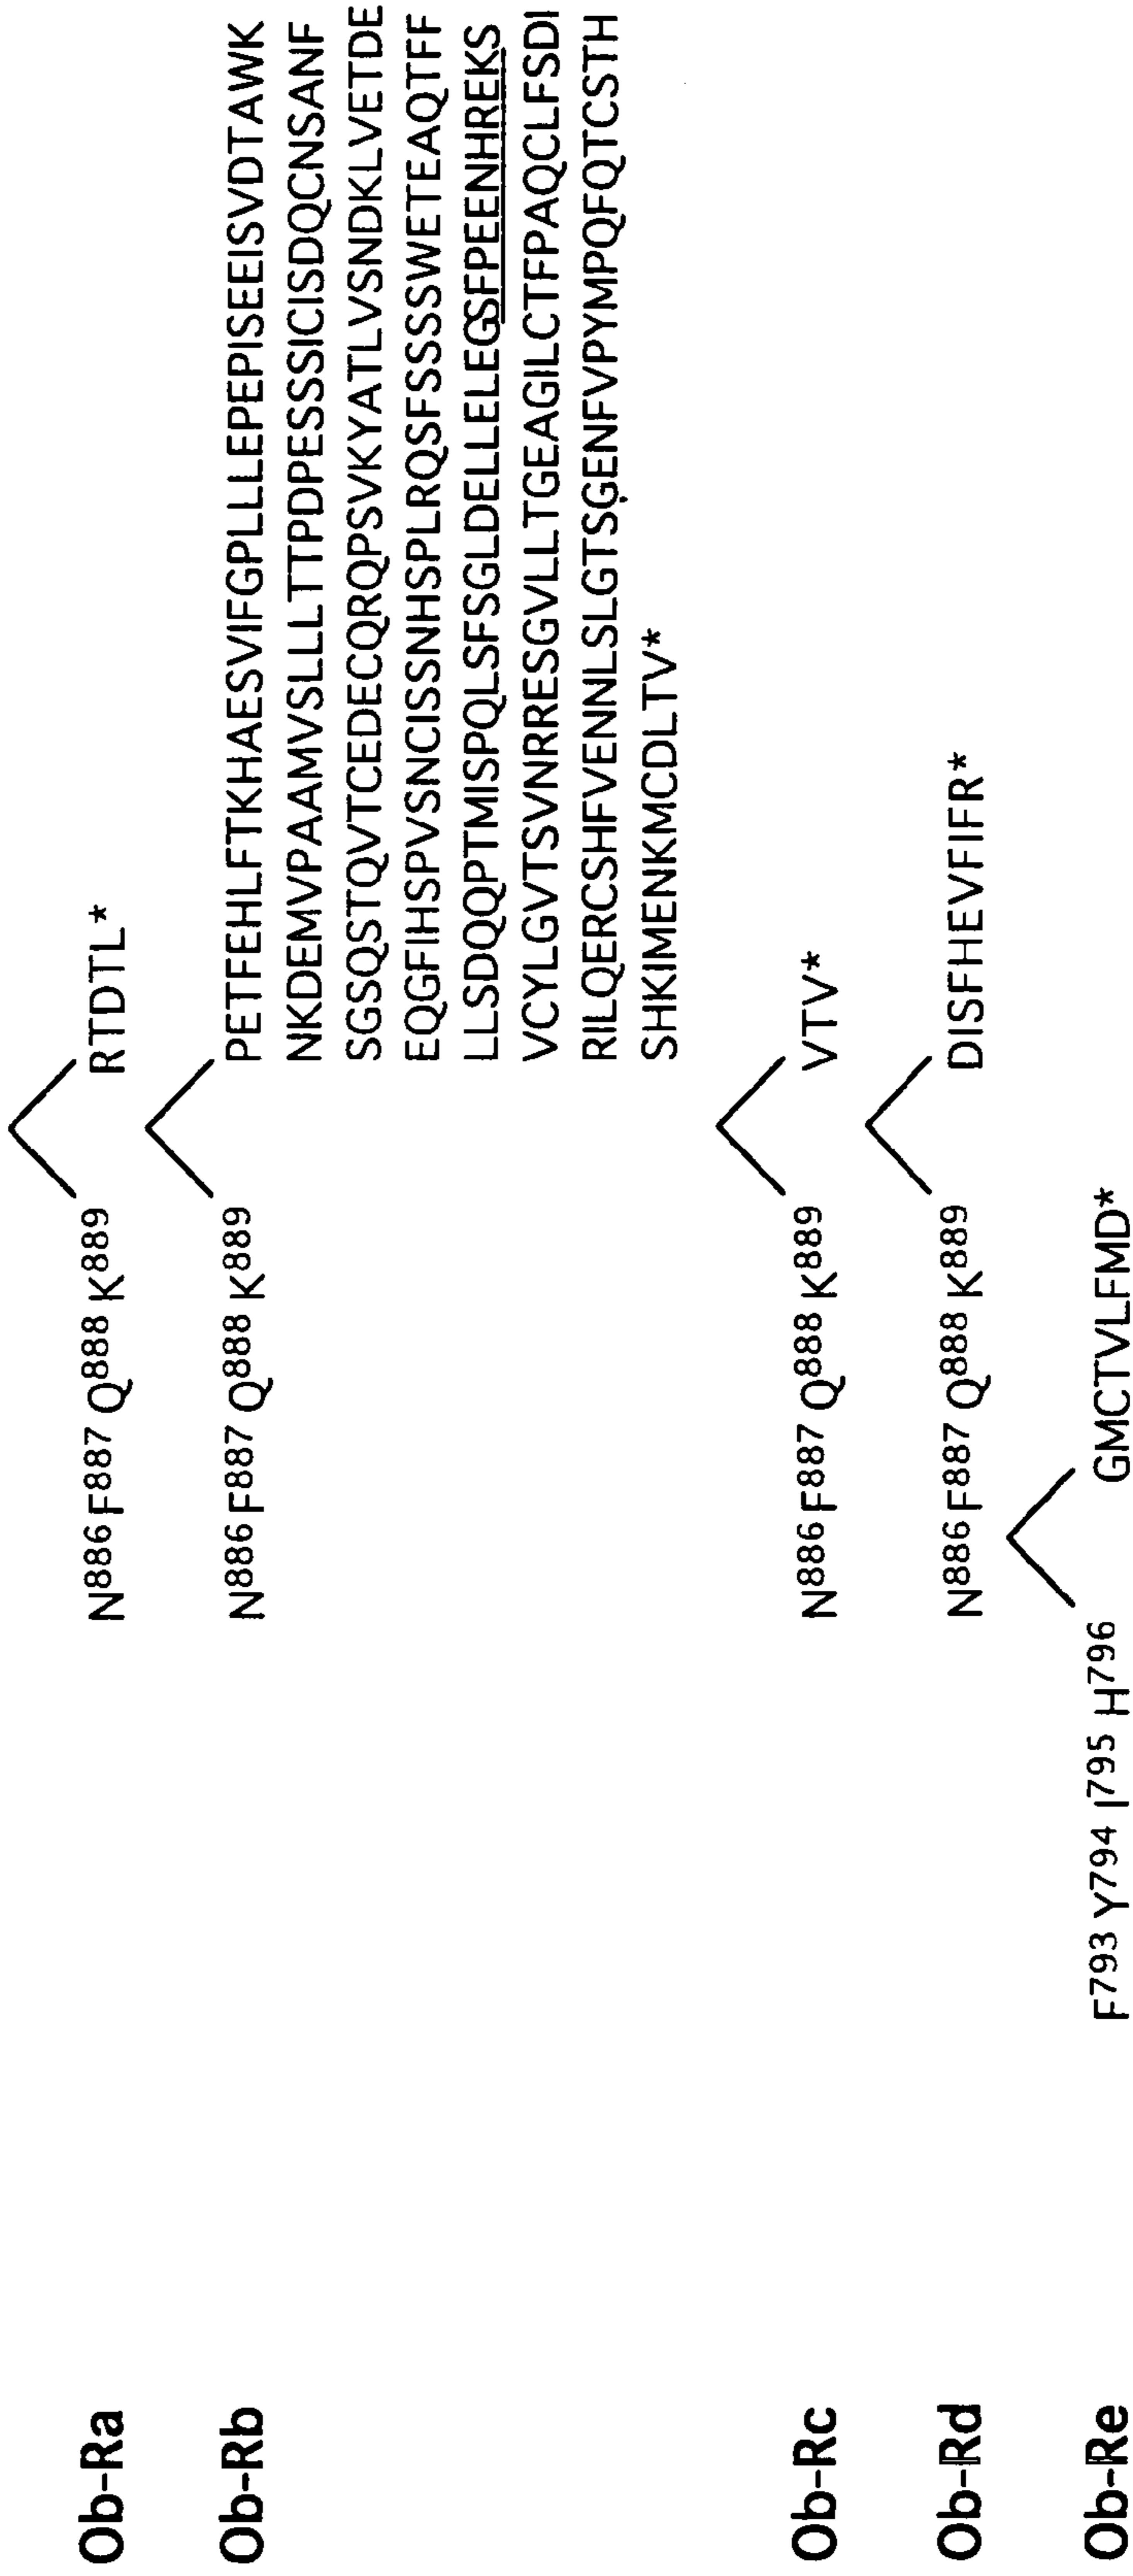 Ob-Ra N886 F887 Q888 K889 RTDTL*
Ob-Rb N886 F887 Q888 K889 PETFEHLFTKHAESVIFGPLLLEPEPISEEISVDTAWK
NKDEMVPAAMVSLLLTTPDPESSSICISDQCNSANF
SGSQSTQVTCEDECQRQPSVKYATLVSNDKLVETDE
EQGFIHSPVSNCISSNHSPLRQSFSSSSWETEAQTFF
LLSDQQPTMISPQLSFSGLDELLELEGSFPEENHREKS
VCYLGVTSVNRRESGVLLTGEAGILCTFPAQCLFSDI
RILQERCSHFVENNLSLGTSGENFVPYMPQFQTCSTH
SHKIMENKMCDLTV*
Ob-Rc N886 F887 Q888 K889 VTV*
Ob-Rd N886 F887 Q888 K889 DISFHEVFIFR*
Ob-Re F793 Y794 I795 H796 GMCTVLFMD*